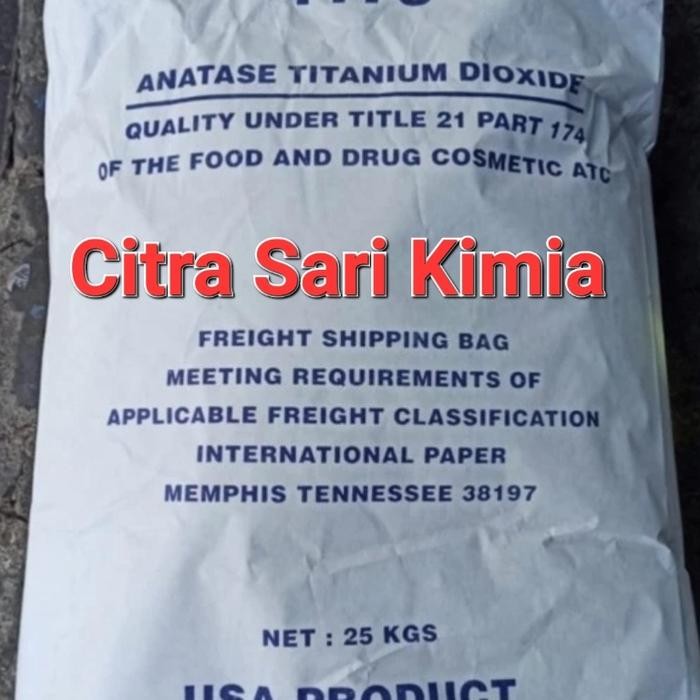 ANATASE TITANIUM DIOXIDE
QUALITY UNDER TITLE 21 PART 174
OF THE FOOD AND DRUG COSMETIC ATC
Citra Sari Kimia
FREIGHT SHIPPING BAG
MEETING REQUIREMENTS OF
APPLICABLE FREIGHT CLASSIFICATION
INTERNATIONAL PAPER
MEMPHIS TENNESSEE 38197
NET : 25 KGS
USA PRODUCT